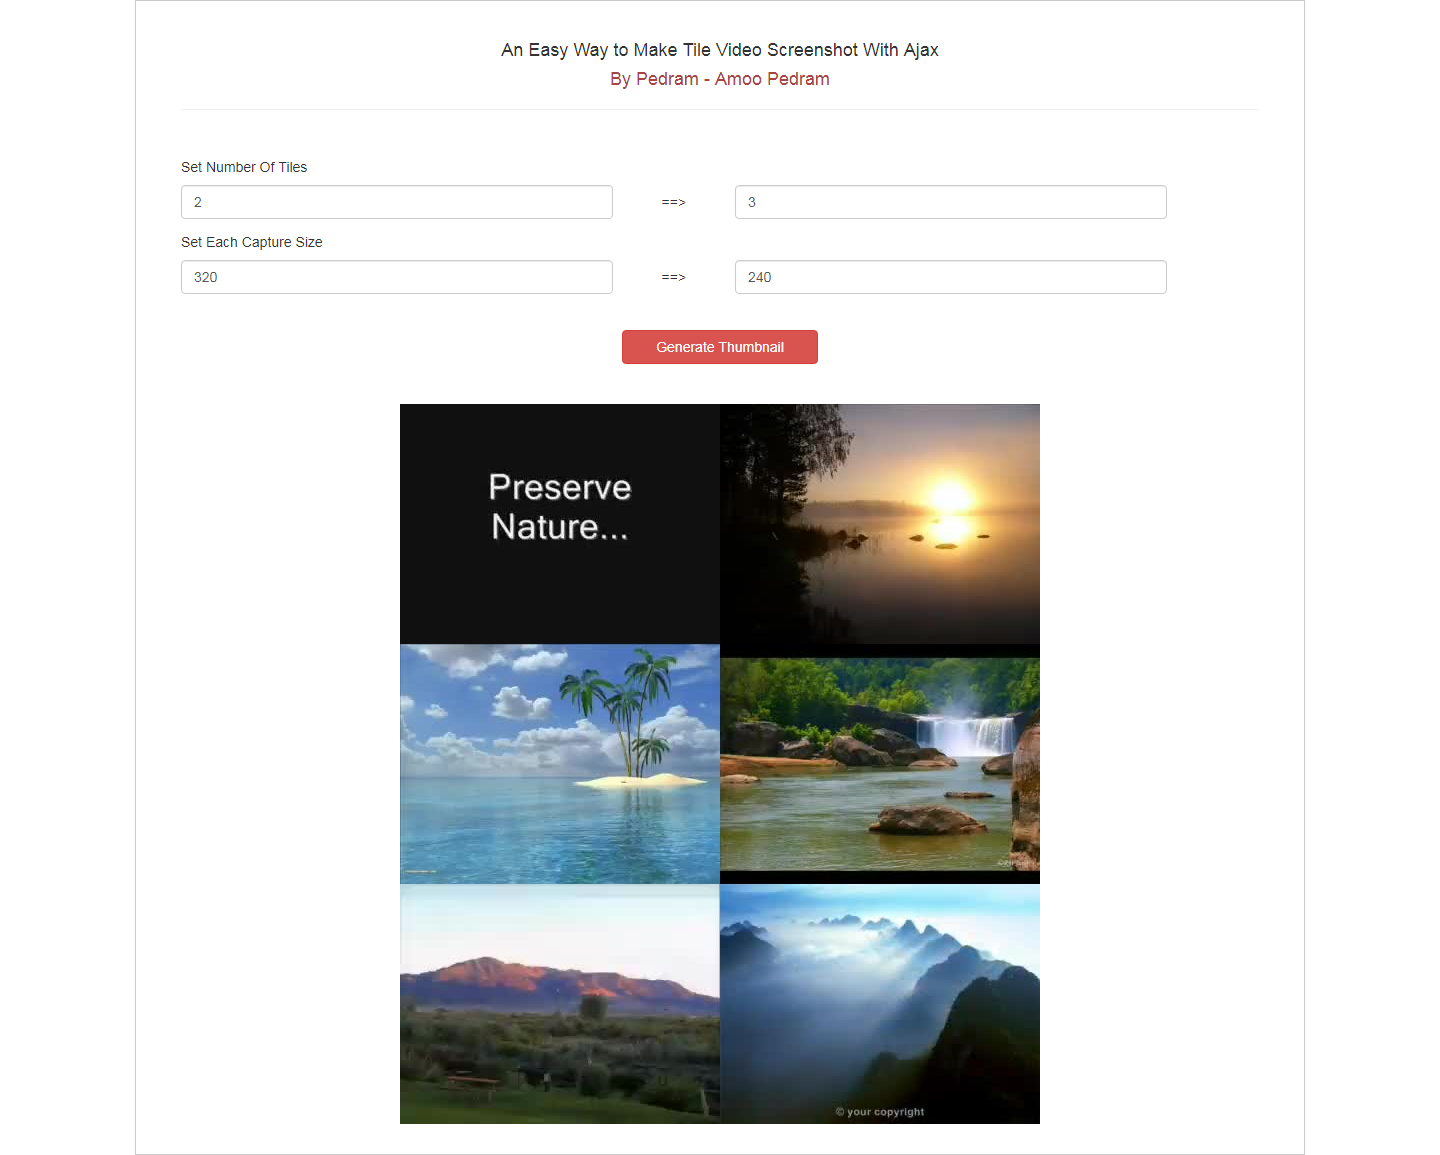 An Easy Way to Make Tile Video Screenshot With Ajax
By Pedram - Amoo Pedram
Set Number Of Tiles
2 ==> 3
Set Each Capture Size
320 ==> 240
Generate Thumbnail
Preserve
Nature...
© your copyright